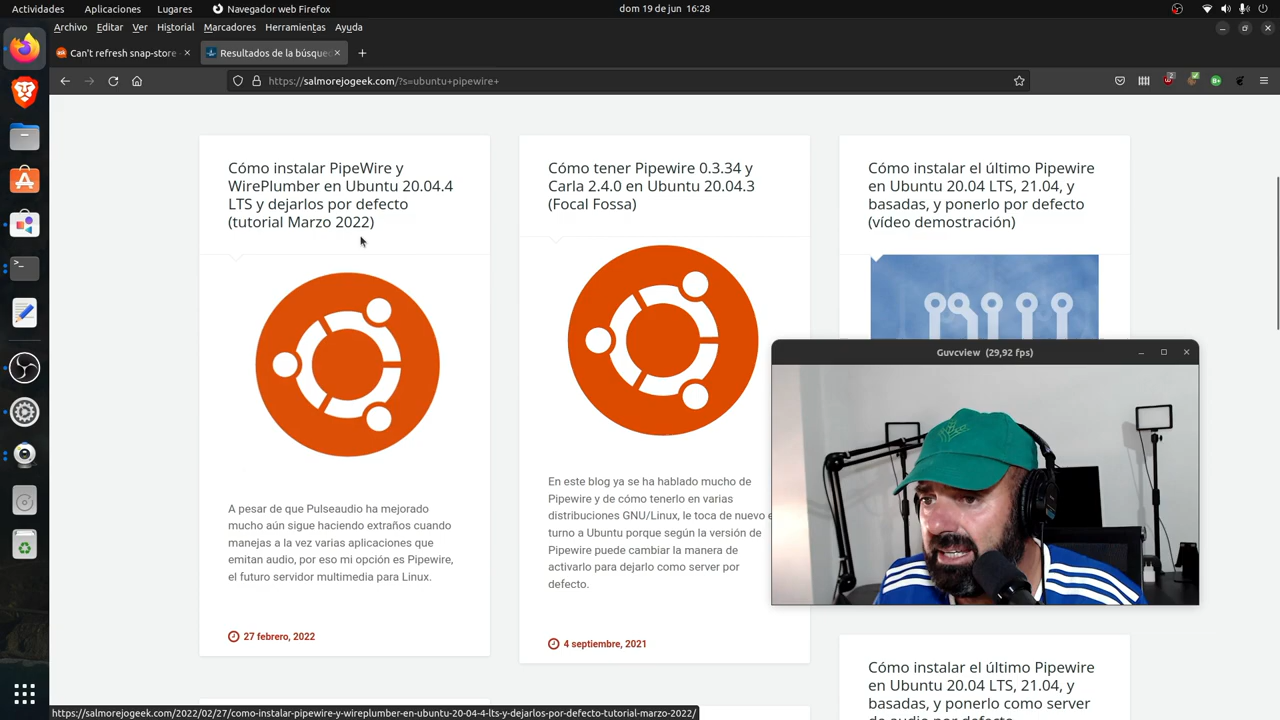 Actividades Aplicaciones Lugares Navegador web Firefox dom 19 de jun 16:28
Archivo Editar Ver Historial Marcadores Herramientas Ayuda
Can't refresh snap-store Resultados de la búsque
https://salmorejogeek.com/?s=ubuntu+pipewire+
Cómo instalar PipeWire y
WirePlumber en Ubuntu 20.04.4
LTS y dejarlos por defecto
(tutorial Marzo 2022)
A pesar de que Pulseaudio ha mejorado
mucho aún sigue haciendo extraños cuando
manejas a la vez varias aplicaciones que
emitan audio, por eso mi opción es Pipewire,
el futuro servidor multimedia para Linux.
27 febrero, 2022
Cómo tener Pipewire 0.3.34 y
Carla 2.4.0 en Ubuntu 20.04.3
(Focal Fossa)
En este blog ya se ha hablado mucho de
Pipewire y de cómo tenerlo en varias
distribuciones GNU/Linux, le toca de nuevo e
turno a Ubuntu porque según la versión de
Pipewire puede cambiar la manera de
activarlo para dejarlo como server por
defecto.
4 septiembre, 2021
Cómo instalar el último Pipewire
en Ubuntu 20.04 LTS, 21.04, y
basadas, y ponerlo por defecto
(vídeo demostración)
Guvcview (29,92 fps)
Cómo instalar el último Pipewire
en Ubuntu 20.04 LTS, 21.04, y
basadas, y ponerlo como server
de audio por defecto
https://salmorejogeek.com/2022/02/27/como-instalar-pipewire-y-wireplumber-en-ubuntu-20-04-4-lts-y-dejarlos-por-defecto-tutorial-marzo-2022/